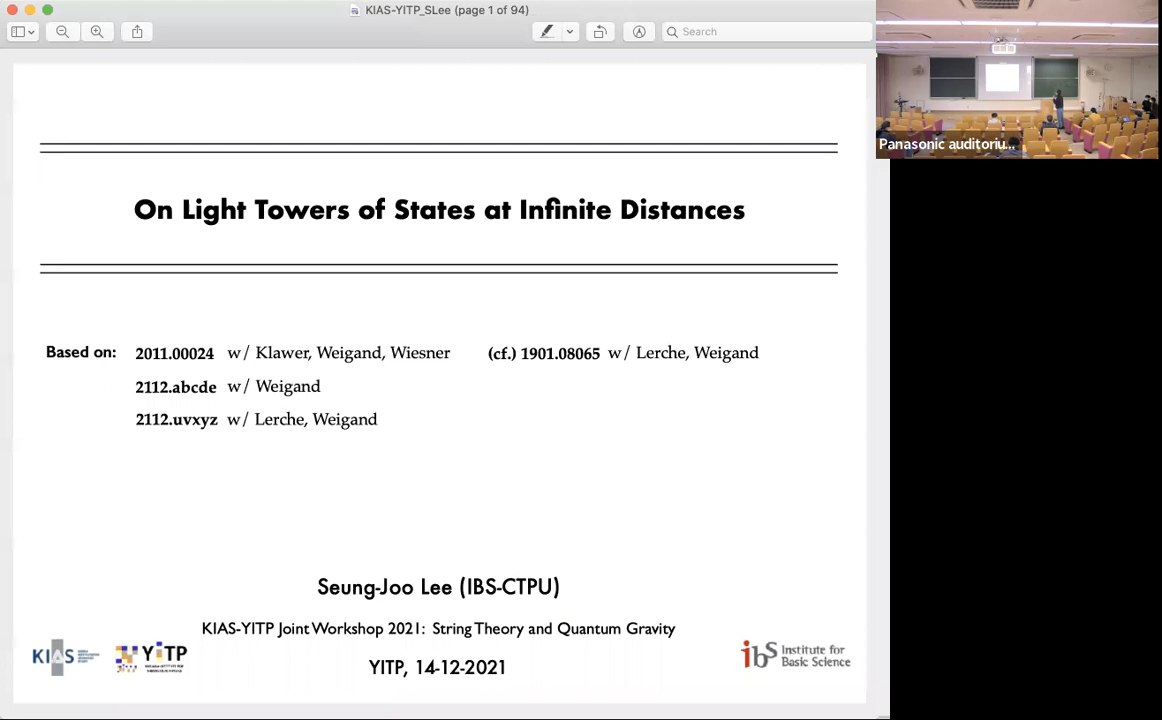 KIAS-YITP_SLee (page 1 of 94)
Search
Panasonic auditoriu...
On Light Towers of States at Infinite Distances
Based on: 2011.00024 w/ Klawer, Weigand, Wiesner (cf.) 1901.08065 w/ Lerche, Weigand
2112.abcde w/ Weigand
2112.uvxyz w/ Lerche, Weigand
Seung-Joo Lee (IBS-CTPU)
KIAS-YITP Joint Workshop 2021: String Theory and Quantum Gravity
YITP, 14-12-2021
KIAS
YITP
ibS Institute for
Basic Science